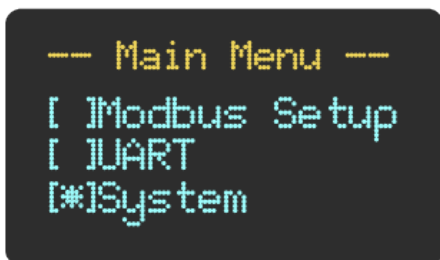 -- Main Menu --
[ ]Modbus Setup
[ ]UART
[*]System